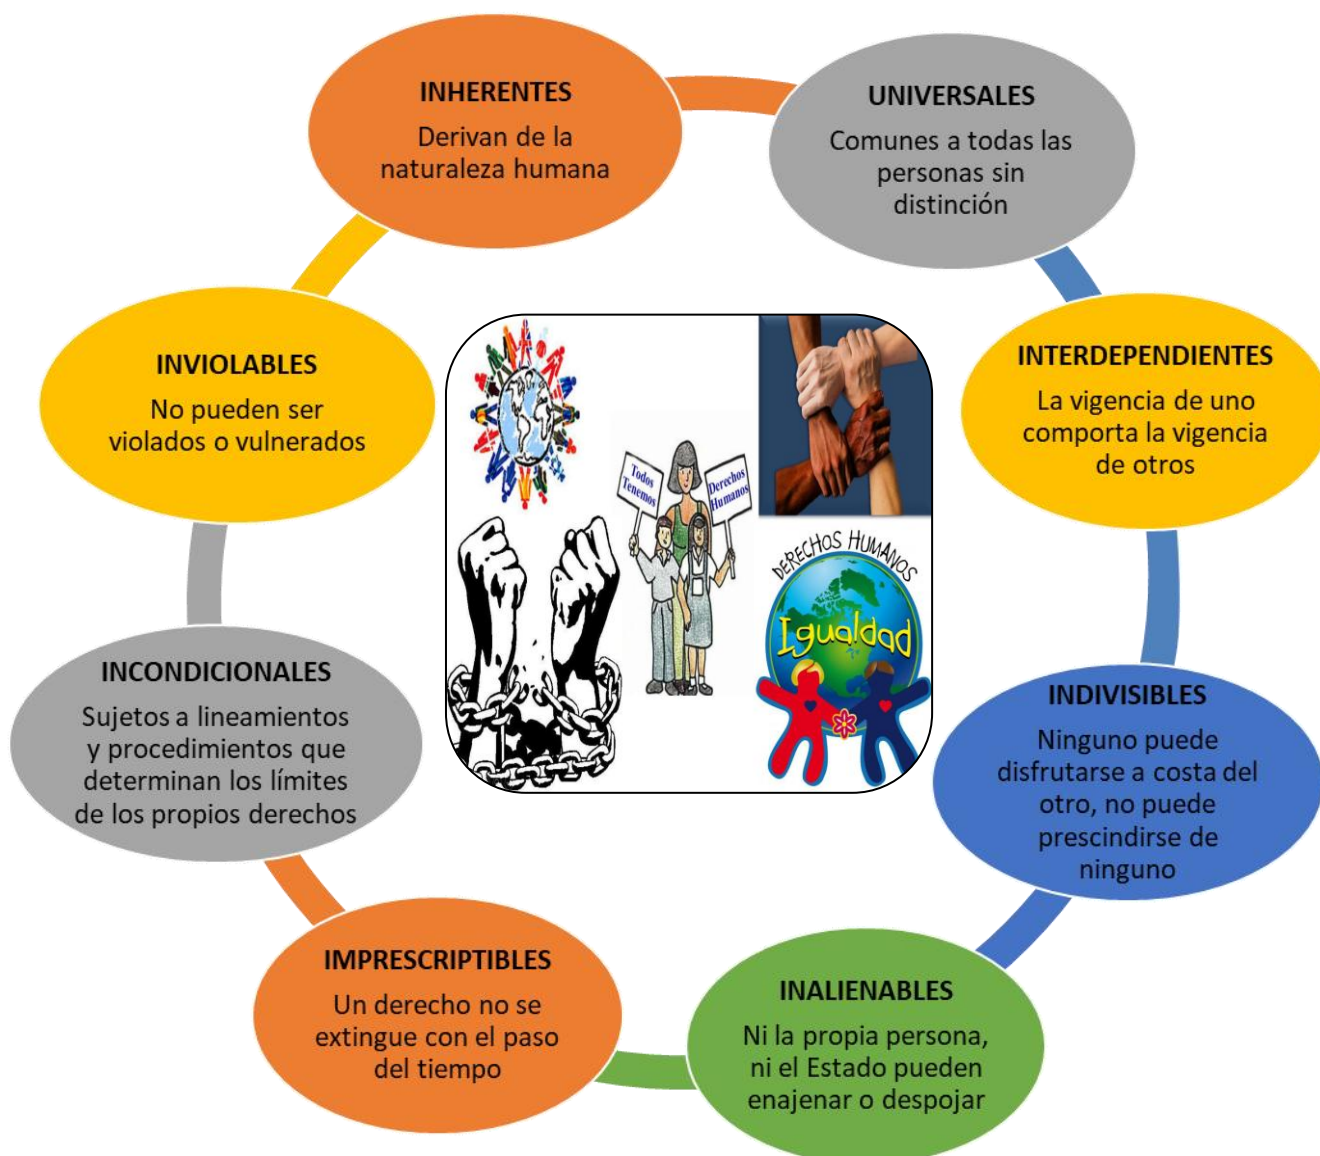 INHERENTES
Derivan de la
naturaleza humana
UNIVERSALES
Comunes a todas las
personas sin
distinción
INTERDEPENDIENTES
La vigencia de uno
comporta la vigencia
de otros
INDIVISIBLES
Ninguno puede
disfrutarse a costa del
otro, no puede
prescindirse de
ninguno
INALIENABLES
Ni la propia persona,
ni el Estado pueden
enajenar o despojar
IMPRESCRIPTIBLES
Un derecho no se
extingue con el paso
del tiempo
INCONDICIONALES
Sujetos a lineamientos
y procedimientos que
determinan los límites
de los propios derechos
INVIOLABLES
No pueden ser
violados o vulnerados
Todos
Tenemos
Derechos
Humanos
DERECHOS HUMANOS
Igualdad